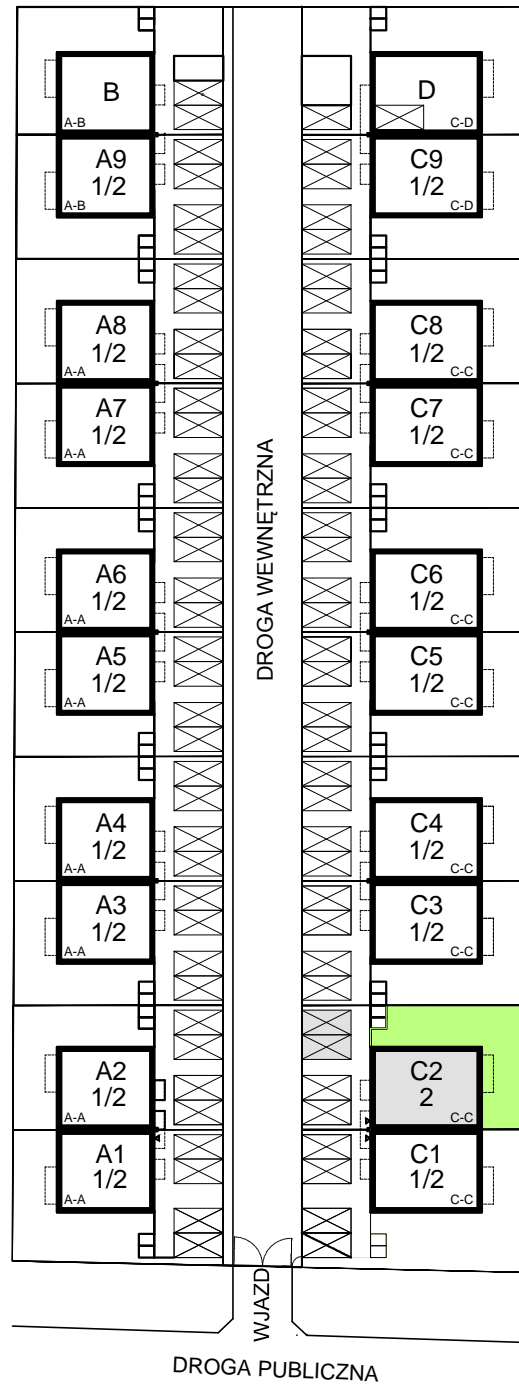 B
A-B
D
C-D
A9
1/2
A-B
C9
1/2
C-D
A8
1/2
A-A
C8
1/2
C-C
A7
1/2
A-A
C7
1/2
C-C
DROGA WEWNĘTRZNA
A6
1/2
A-A
C6
1/2
C-C
A5
1/2
A-A
C5
1/2
C-C
A4
1/2
A-A
C4
1/2
C-C
A3
1/2
A-A
C3
1/2
C-C
A2
1/2
A-A
C2
2
C-C
A1
1/2
A-A
C1
1/2
C-C
WJAZD
DROGA PUBLICZNA